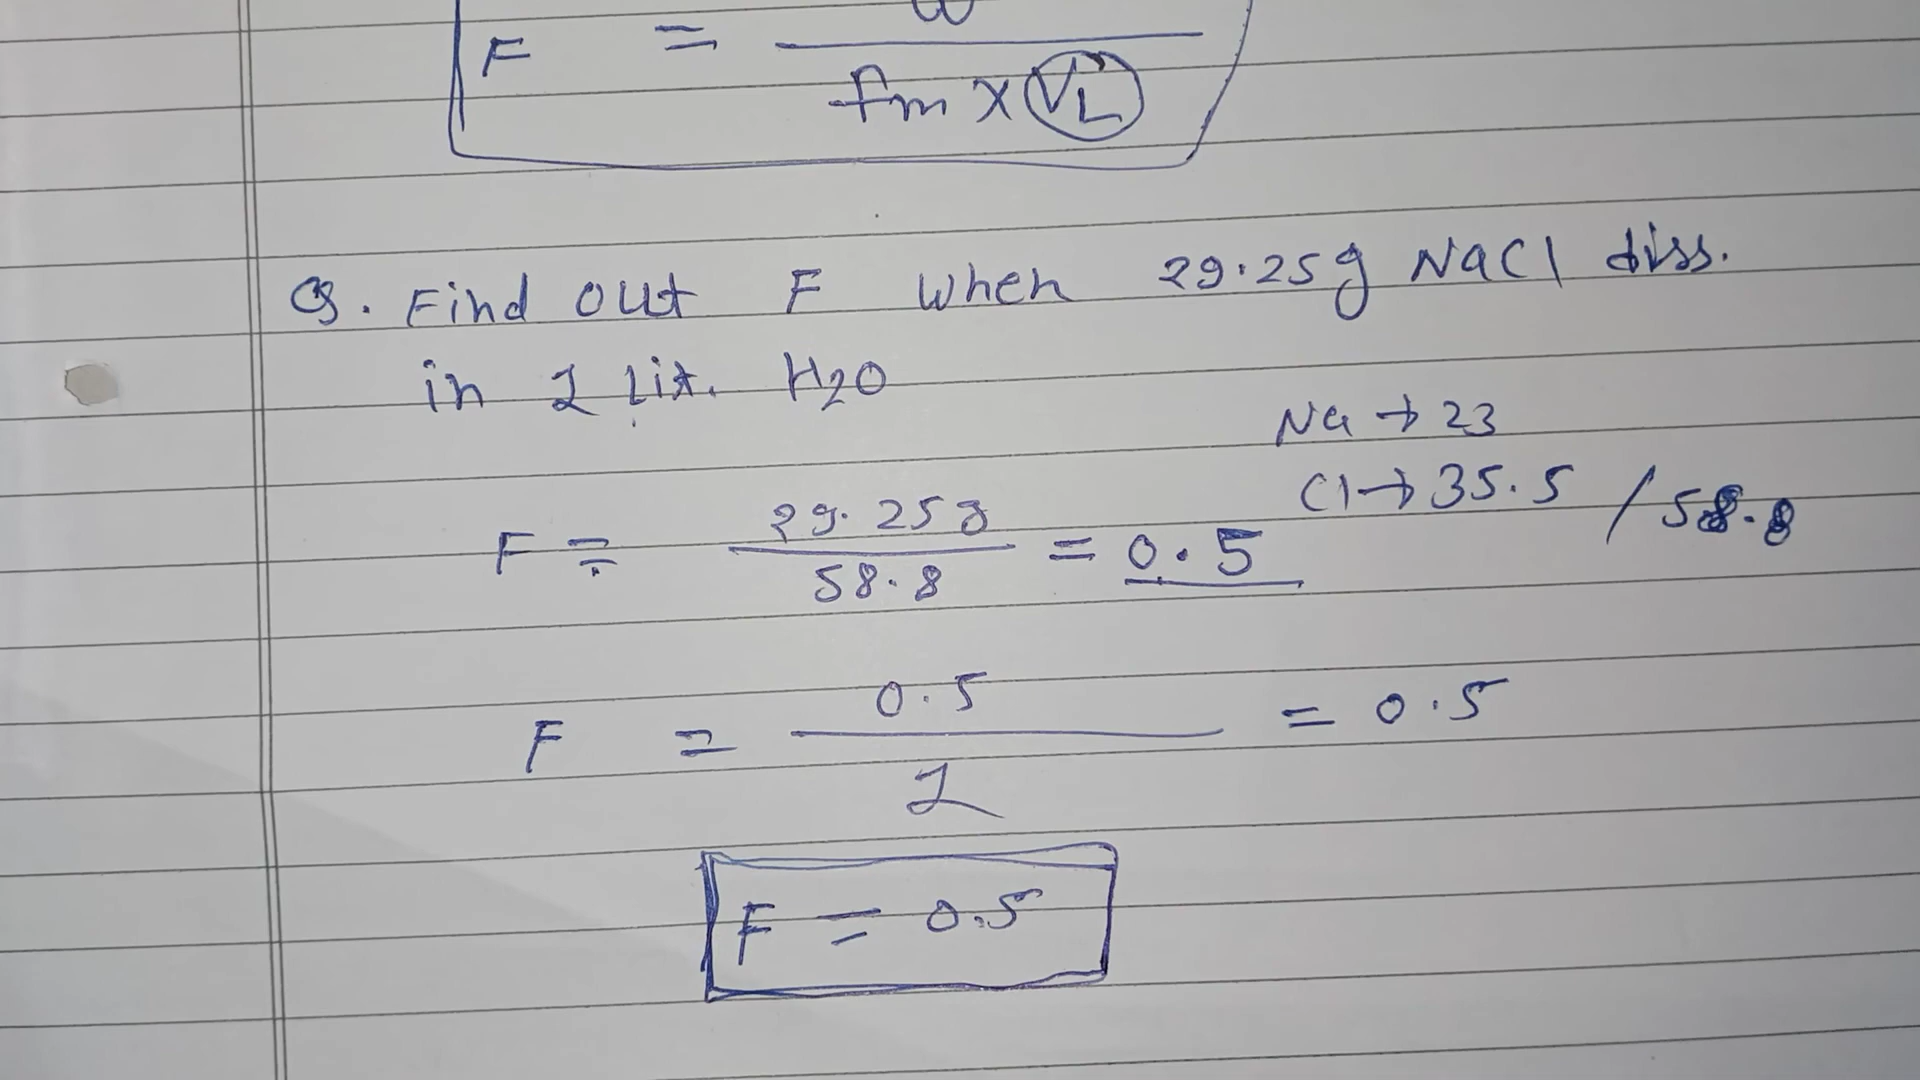 F = ω / fm x VL
Q. Find out F when 29.25g NaCl diss.
in 1 lit. H2O
Na → 23
Cl → 35.5 / 58.8
F = 29.25g / 58.8 = 0.5
F = 0.5 / 1 = 0.5
F = 0.5